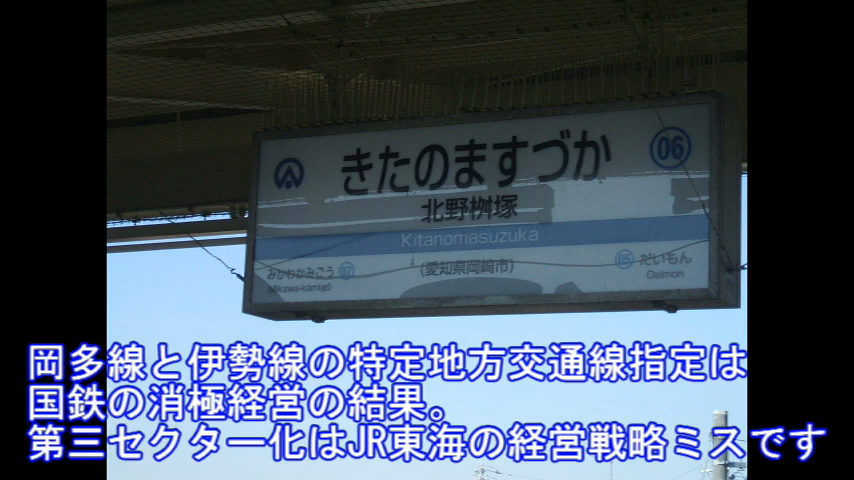 きたのますづか
06
北野桝塚
Kitanomasuzuka
みかわかみごう 07
Mikawa-kamigō
(愛知県岡崎市)
05 だいもん
Daimon
岡多線と伊勢線の特定地方交通線指定は
国鉄の消極経営の結果。
第三セクター化はJR東海の経営戦略ミスです